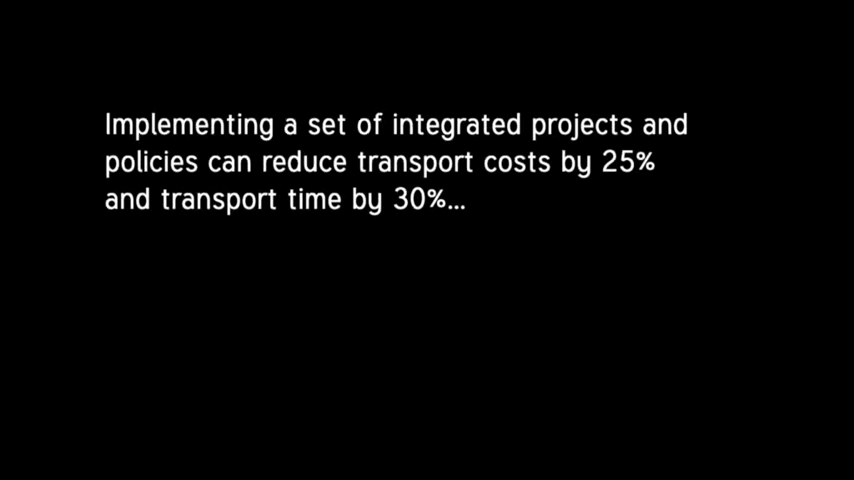 Implementing a set of integrated projects and
policies can reduce transport costs by 25%
and transport time by 30%...